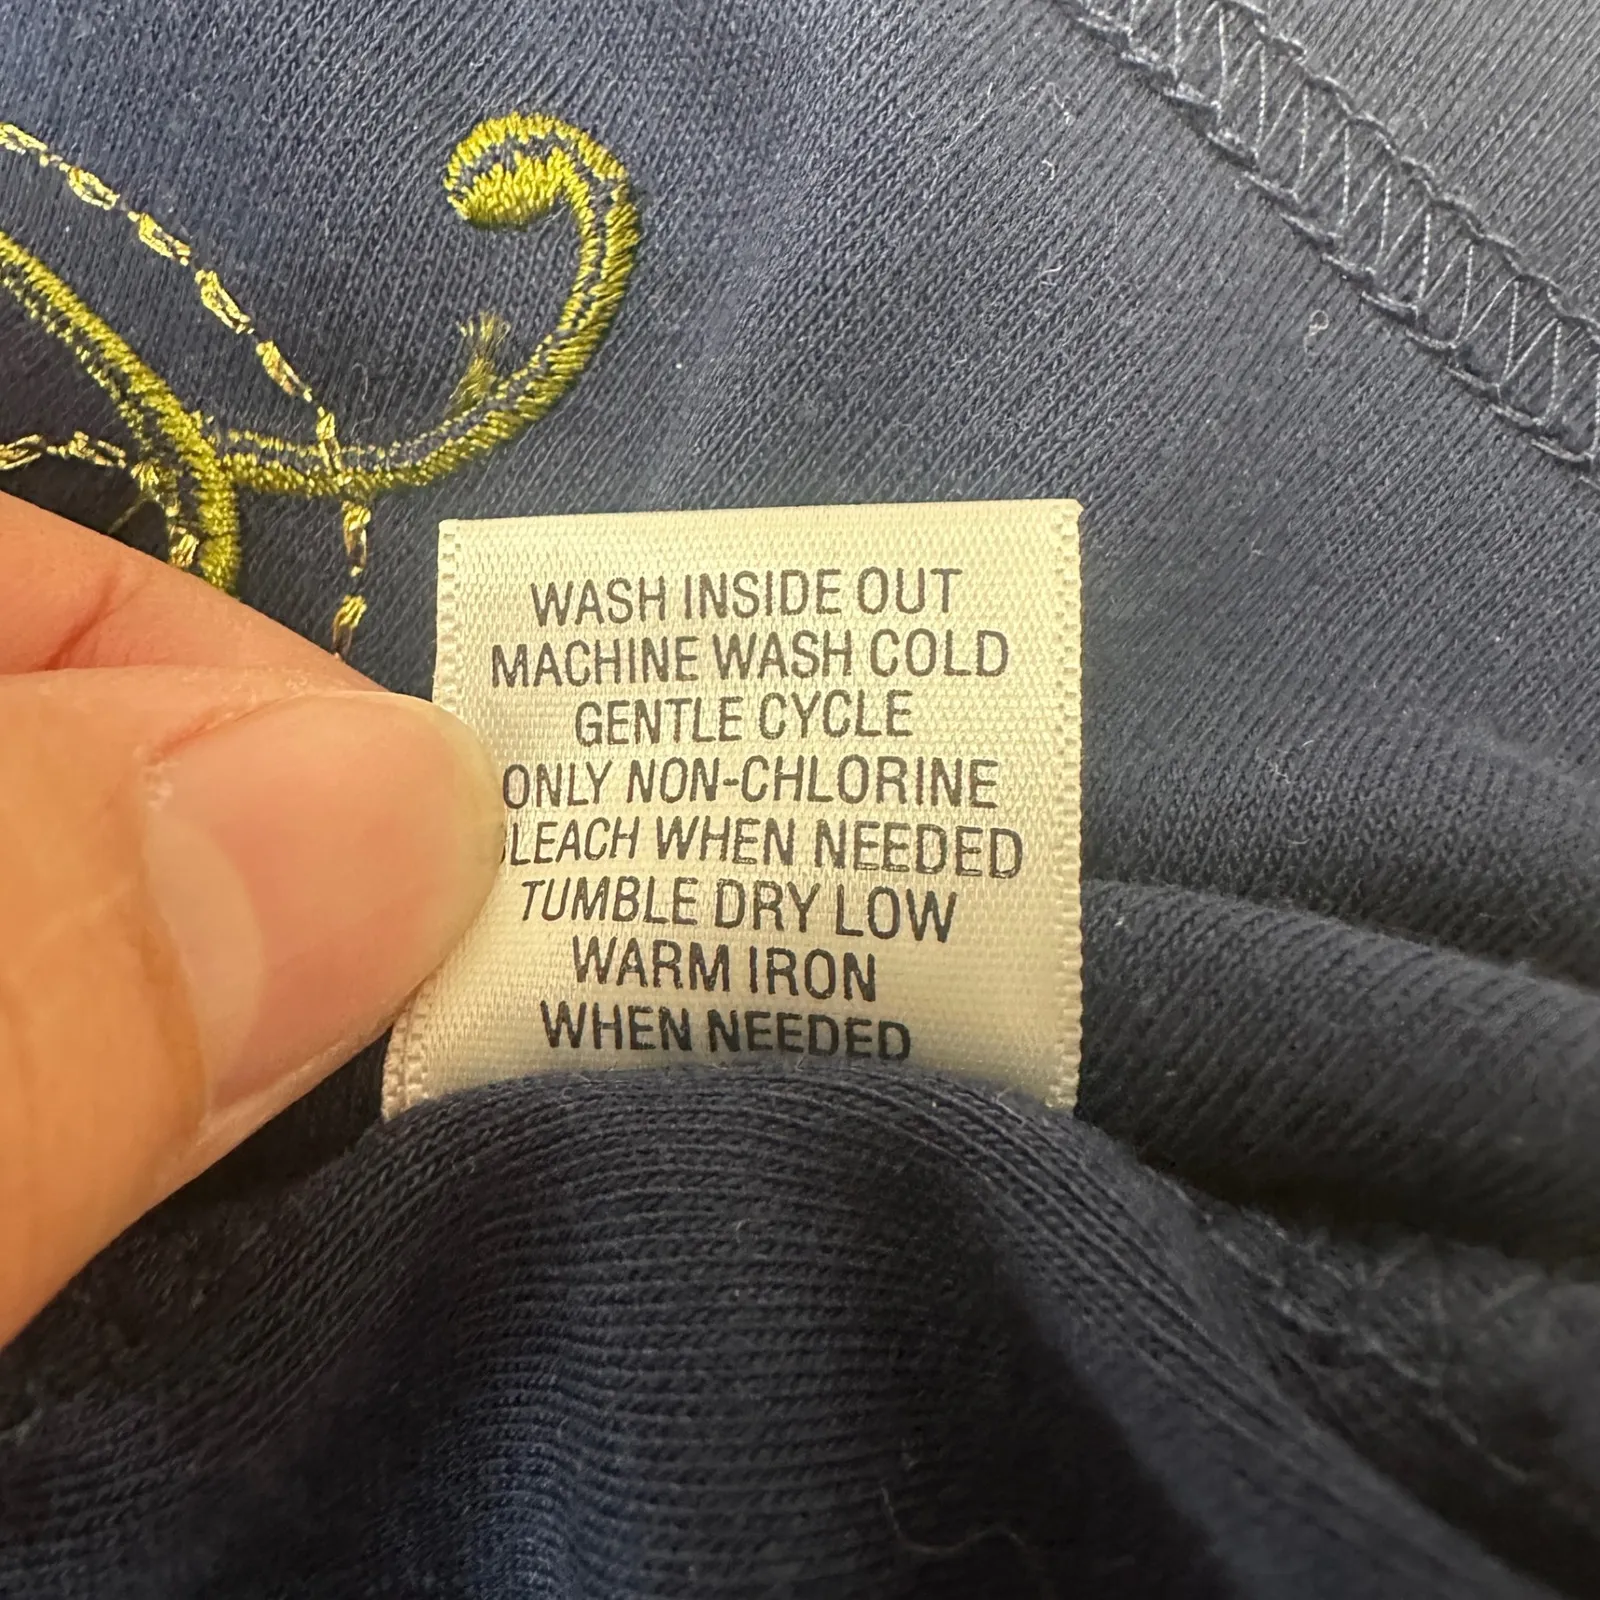 WASH INSIDE OUT
MACHINE WASH COLD
GENTLE CYCLE
ONLY NON-CHLORINE
BLEACH WHEN NEEDED
TUMBLE DRY LOW
WARM IRON
WHEN NEEDED